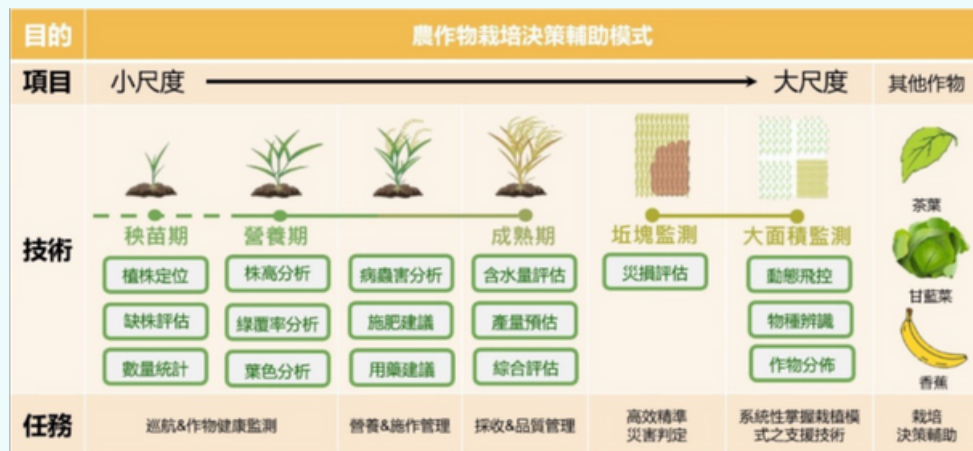 目的
農作物栽培決策輔助模式
項目
小尺度
大尺度
其他作物
技術
秧苗期
植株定位
缺株評估
數量統計
營養期
株高分析
綠覆率分析
葉色分析
病蟲害分析
施肥建議
用藥建議
成熟期
含水量評估
產量預估
綜合評估
坵塊監測
災損評估
大面積監測
動態飛控
物種辨識
作物分佈
茶葉
甘藍菜
香蕉
任務
巡航&作物健康監測
營養&施作管理
採收&品質管理
高效精準
災害判定
系統性掌握栽植模
式之支援技術
栽培
決策輔助